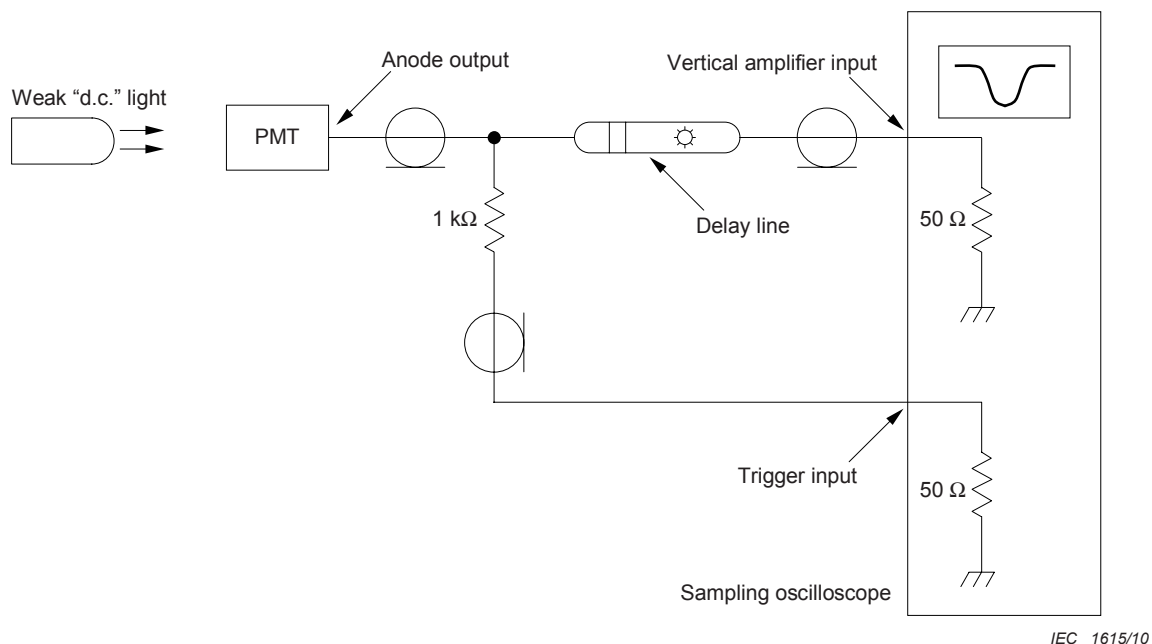 Weak “d.c.” light
PMT
Anode output
Vertical amplifier input
1 kΩ
Delay line
50 Ω
Trigger input
50 Ω
Sampling oscilloscope
IEC 1615/10